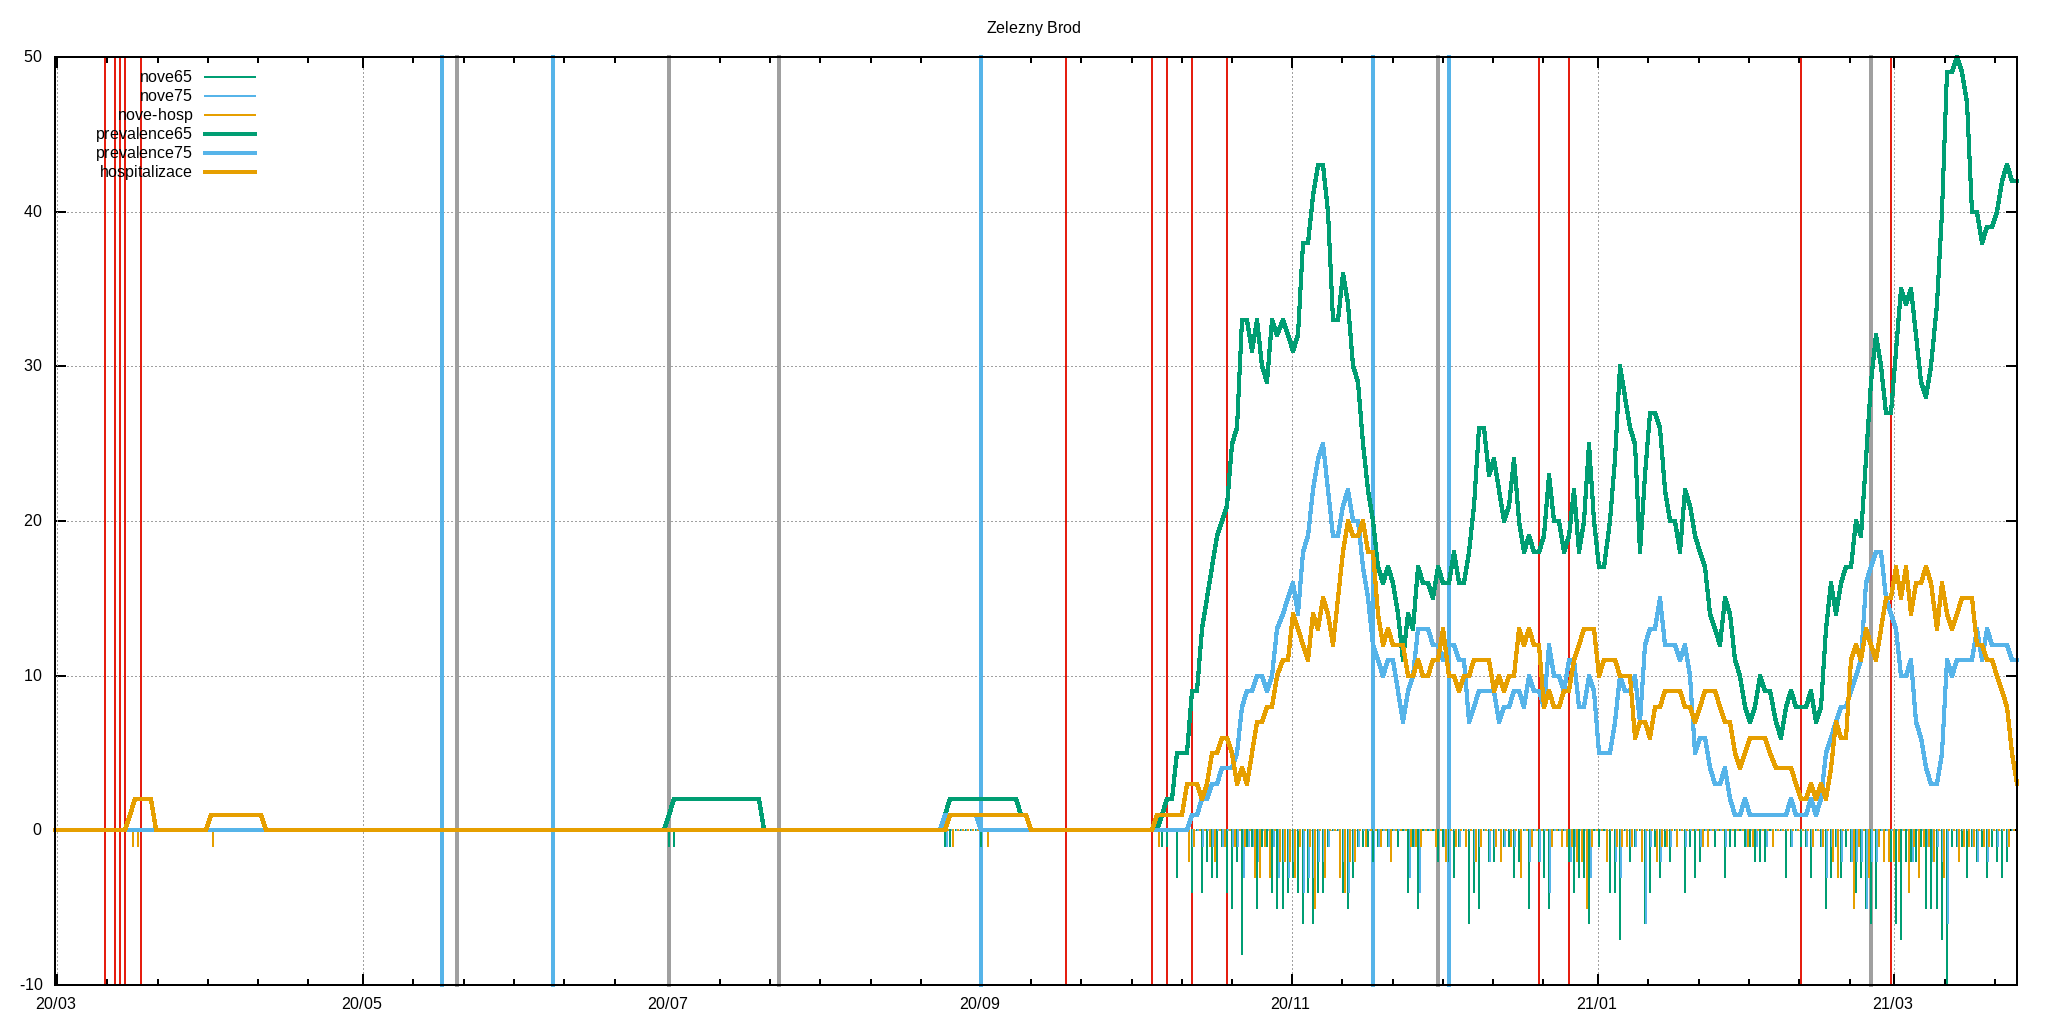 Zelezny Brod
50
nove65
nove75
nove-hosp
prevalence65
prevalence75
hospitalizace
40
30
20
10
0
-10
20/03 20/05 20/07 20/09 20/11 21/01 21/03